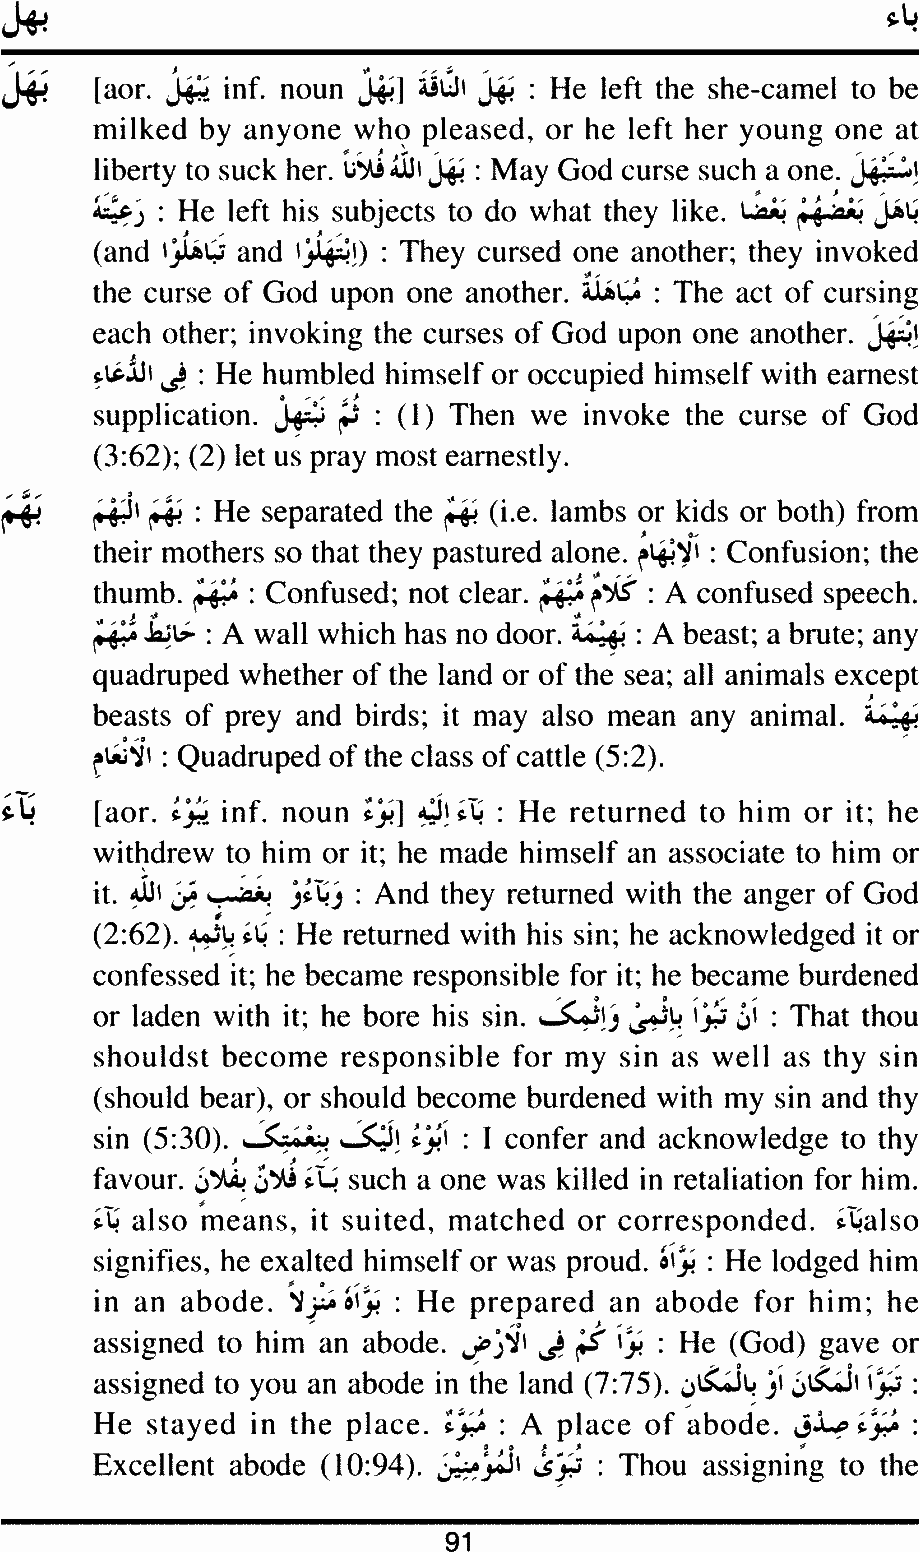 بهل باء
بَهَلَ [aor. يَبْهَلُ inf. noun بَهْلٌ] بَهَلَ النَّاقَةَ : He left the she-camel to be
milked by anyone who pleased, or he left her young one at
liberty to suck her. بَهَلَ اللّٰهُ فُلَاناً : May God curse such a one. اِسْتَبْهَلَ
رَعِيَّتَهٗ : He left his subjects to do what they like. بَاهَلَ بَعْضُهُمْ بَعْضَا
(and تَبَاهَلُوْا and اِبْتَهَلُوْا) : They cursed one another; they invoked
the curse of God upon one another. مُبَاهَلَةٌ : The act of cursing
each other; invoking the curses of God upon one another. اِبْتَهَلَ
فِى الدُّعَاءِ : He humbled himself or occupied himself with earnest
supplication. ثُمَّ نَبْتَهِلْ : (1) Then we invoke the curse of God
(3:62); (2) let us pray most earnestly.
بَهَّمَ بَهَّمَ الْبَهْمَ : He separated the بَهْمٌ (i.e. lambs or kids or both) from
their mothers so that they pastured alone. اَلْاِبْهَامُ : Confusion; the
thumb. مُبْهَمٌ : Confused; not clear. كَلَامٌ مُّبْهَمٌ : A confused speech.
حَائِطٌ مُّبْهَمٌ : A wall which has no door. بَهِيْمَةٌ : A beast; a brute; any
quadruped whether of the land or of the sea; all animals except
beasts of prey and birds; it may also mean any animal. بَهِيْمَةُ
الْاَنْعَامِ : Quadruped of the class of cattle (5:2).
بَآءَ [aor. يَبُوْءُ inf. noun بَوْءٌ] بَآءَ اِلَيْهِ : He returned to him or it; he
withdrew to him or it; he made himself an associate to him or
it. وَبَآءُوْ بِغَضَبٍ مِّنَ اللّٰهِ : And they returned with the anger of God
(2:62). بَاءَ بِاِثْمِهٖ : He returned with his sin; he acknowledged it or
confessed it; he became responsible for it; he became burdened
or laden with it; he bore his sin. اَنْ تَبُوْاَ بِاِثْمِىْ وَاِثْمِکَ : That thou
shouldst become responsible for my sin as well as thy sin
(should bear), or should become burdened with my sin and thy
sin (5:30). اَبُوْءُ اِلَيْکَ بِنِعْمَتِکَ : I confer and acknowledge to thy
favour. بَآءَ فُلَانٌ بِفُلَانٍ such a one was killed in retaliation for him.
بَآءَ also means, it suited, matched or corresponded. بَآءَalso
signifies, he exalted himself or was proud. بَوَّاَهٗ : He lodged him
in an abode. بَوَّاَهٗ مَنْزِلاً : He prepared an abode for him; he
assigned to him an abode. بَوَّاَ كُمْ فِى الْاَرْضِ : He (God) gave or
assigned to you an abode in the land (7:75). تَبَوَّاَ الْمَكَانَ اَوْ بِالْمَكَانِ :
He stayed in the place. مُبَوَّءٌ : A place of abode. مُبَوَّءَ صِدْقٍ :
Excellent abode (10:94). تُبَوِّئُ الْمُؤْمِنِيْنَ : Thou assigning to the
91